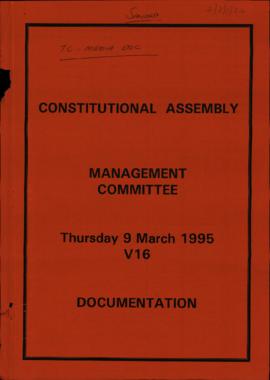 CONSTITUTIONAL ASSEMBLY
MANAGEMENT
COMMITTEE
Thursday 9 March 1995
V16
DOCUMENTATION